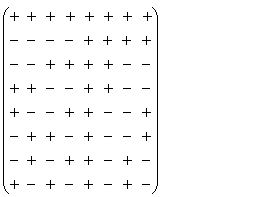 + + + + + + + +
− − − − + + + +
− − + + + + − −
+ + − − + + − −
+ − − + + − − +
− + + − + − − +
− + − + + − + −
+ − + − + − + −